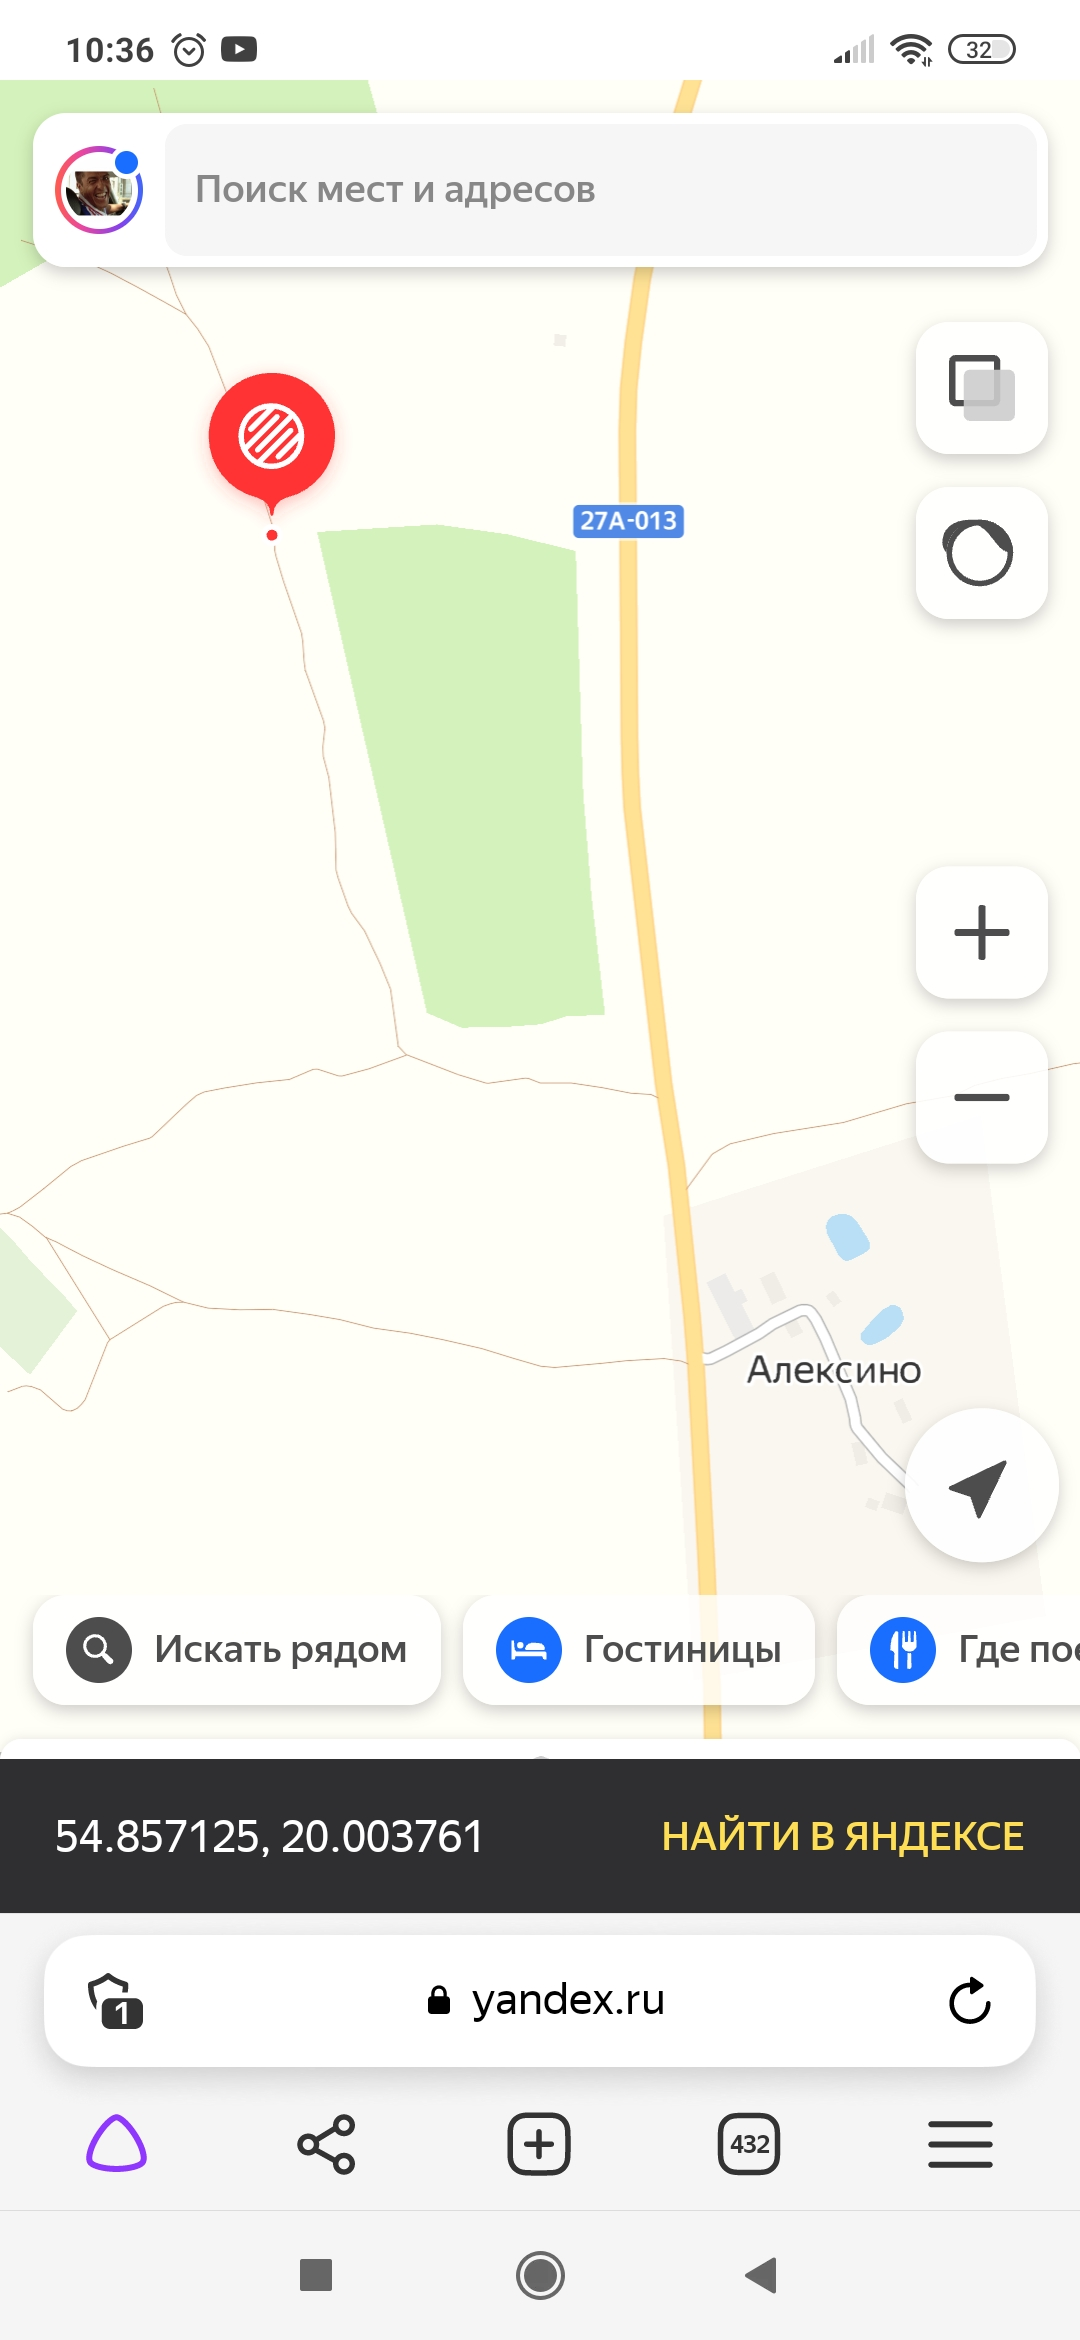 10:36
32
Поиск мест и адресов
27А-013
Алексино
Искать рядом
Гостиницы
Где пое
54.857125, 20.003761
НАЙТИ В ЯНДЕКСЕ
1
yandex.ru
432